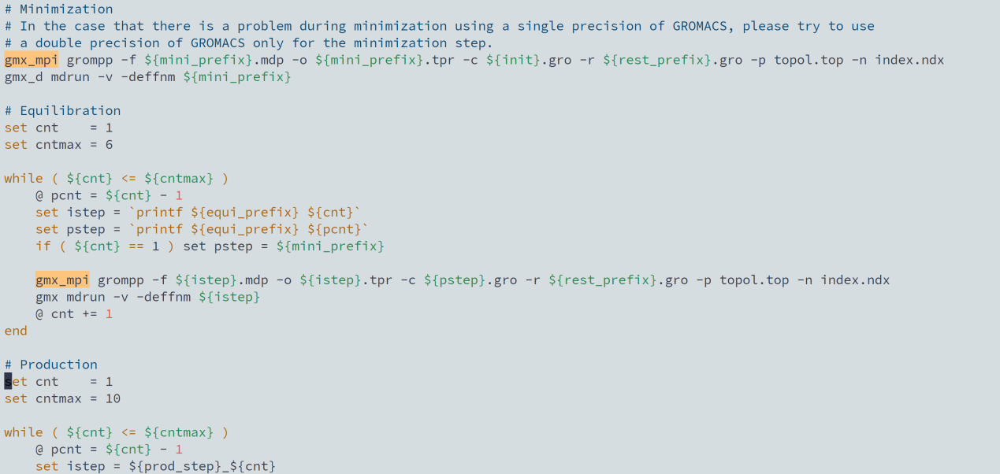 # Minimization
# In the case that there is a problem during minimization using a single precision of GROMACS, please try to use
# a double precision of GROMACS only for the minimization step.
gmx_mpi grompp -f ${mini_prefix}.mdp -o ${mini_prefix}.tpr -c ${init}.gro -r ${rest_prefix}.gro -p topol.top -n index.ndx
gmx_d mdrun -v -deffnm ${mini_prefix}

# Equilibration
set cnt    = 1
set cntmax = 6

while ( ${cnt} <= ${cntmax} )
    @ pcnt = ${cnt} - 1
    set istep = `printf ${equi_prefix} ${cnt}`
    set pstep = `printf ${equi_prefix} ${pcnt}`
    if ( ${cnt} == 1 ) set pstep = ${mini_prefix}

    gmx_mpi grompp -f ${istep}.mdp -o ${istep}.tpr -c ${pstep}.gro -r ${rest_prefix}.gro -p topol.top -n index.ndx
    gmx mdrun -v -deffnm ${istep}
    @ cnt += 1
end

# Production
set cnt    = 1
set cntmax = 10

while ( ${cnt} <= ${cntmax} )
    @ pcnt = ${cnt} - 1
    set istep = ${prod_step}_${cnt}